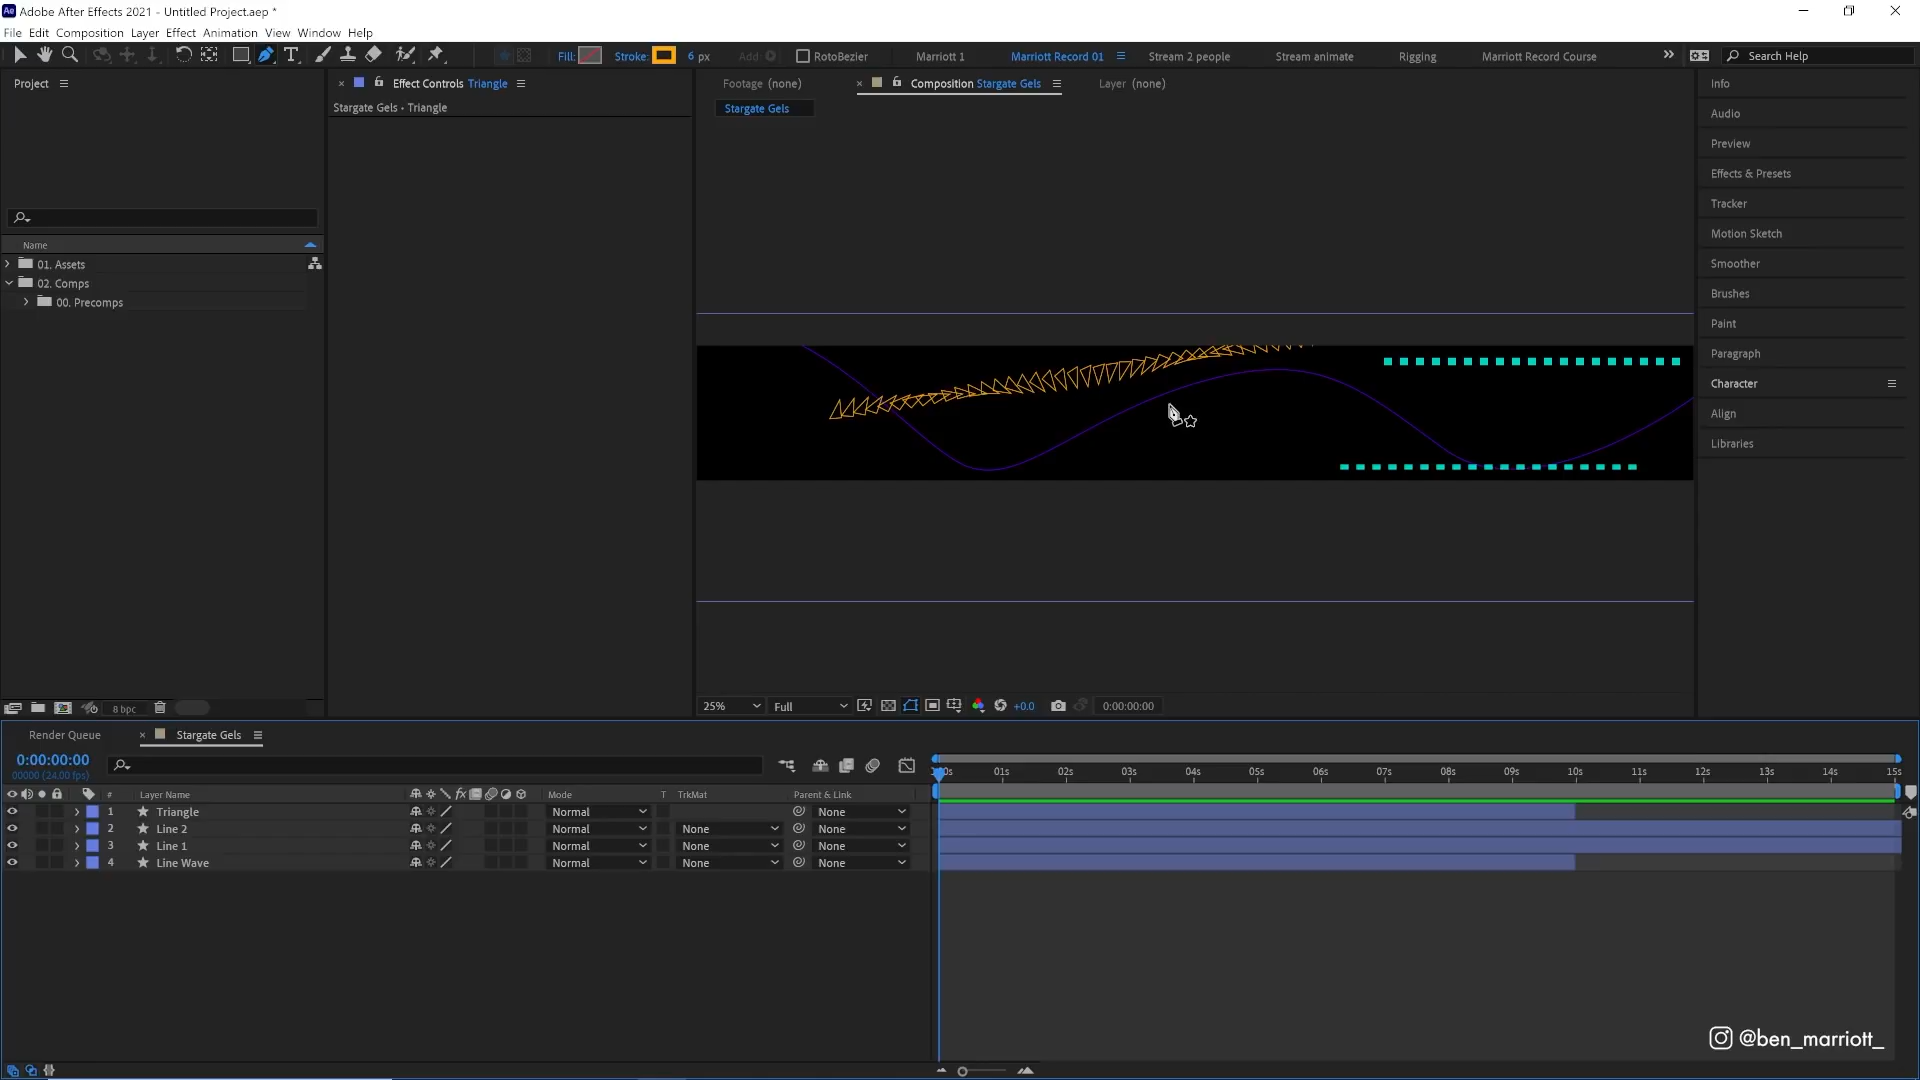 Ae Adobe After Effects 2021 - Untitled Project.aep *
File Edit Composition Layer Effect Animation View Window Help
Fill: Stroke: 6 px Add: RotoBezier Marriott 1 Marriott Record 01 Stream 2 people Stream animate Rigging Marriott Record Course Search Help
Project
Effect Controls Triangle
Footage (none) Composition Stargate Gels Layer (none)
Info
Stargate Gels • Triangle
Stargate Gels
Audio
Preview
Effects & Presets
Tracker
Motion Sketch
Smoother
Brushes
Paint
Paragraph
Character
Align
Libraries
Name
01. Assets
02. Comps
00. Precomps
8 bpc
25% Full +0.0 0:00:00:00
Render Queue Stargate Gels
0:00:00:00
00000 (24.00 fps)
01s 02s 03s 04s 05s 06s 07s 08s 09s 10s 11s 12s 13s 14s 15s
# Layer Name fx Mode T TrkMat Parent & Link
1 Triangle Normal None
2 Line 2 Normal None None
3 Line 1 Normal None None
4 Line Wave Normal None None
@ben_marriott_